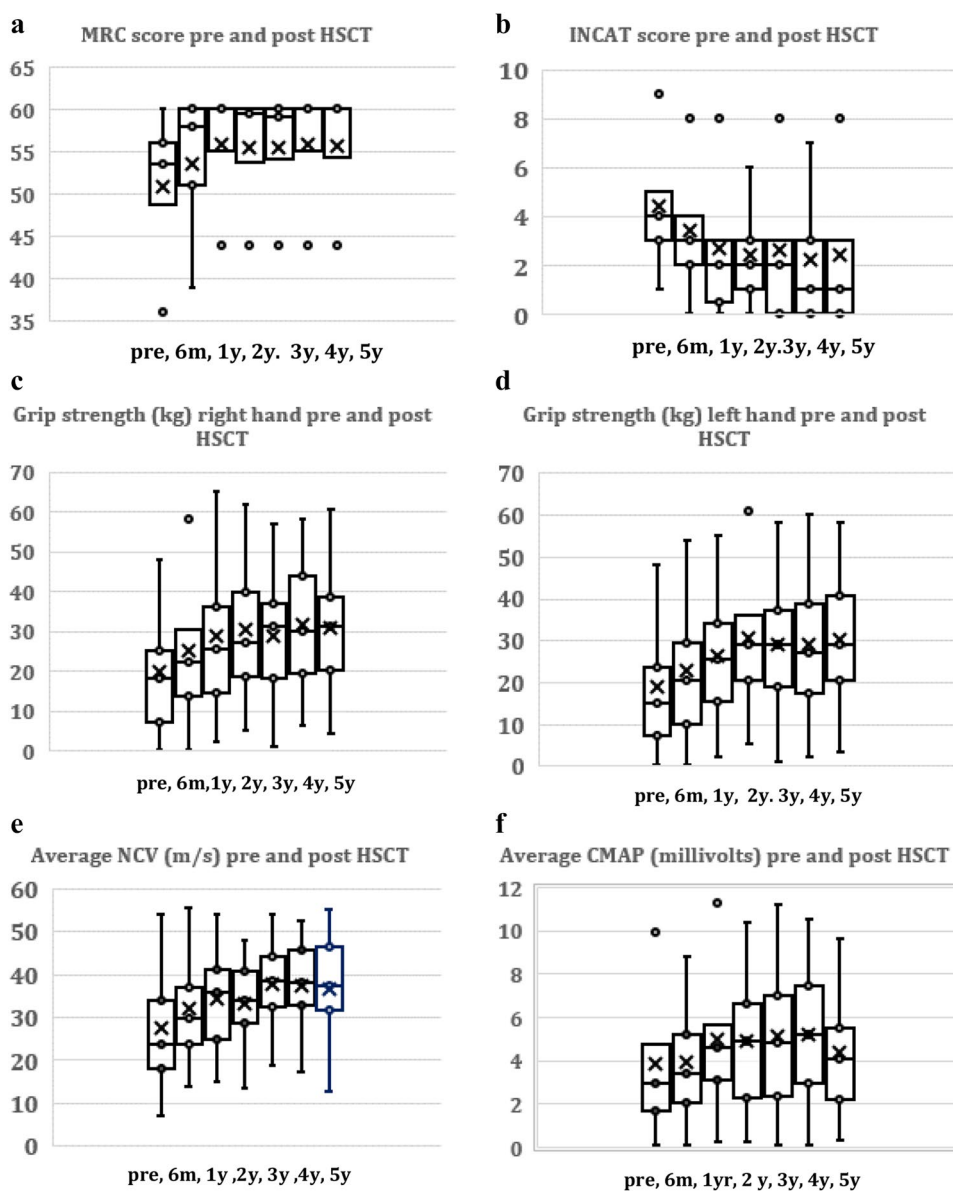 a
MRC score pre and post HSCT
65
60
55
50
45
40
35
pre, 6m, 1y, 2y. 3y, 4y, 5y
b
INCAT score pre and post HSCT
10
8
6
4
2
0
pre, 6m, 1y, 2y.3y, 4y, 5y
c
Grip strength (kg) right hand pre and post
HSCT
70
60
50
40
30
20
10
0
pre, 6m,1y, 2y, 3y, 4y, 5y
d
Grip strength (kg) left hand pre and post
HSCT
70
60
50
40
30
20
10
0
pre, 6m, 1y, 2y. 3y, 4y, 5y
e
Average NCV (m/s) pre and post HSCT
60
50
40
30
20
10
0
pre, 6m, 1y ,2y, 3y ,4y, 5y
f
Average CMAP (millivolts) pre and post HSCT
12
10
8
6
4
2
0
pre, 6m, 1yr, 2 y, 3y, 4y, 5y